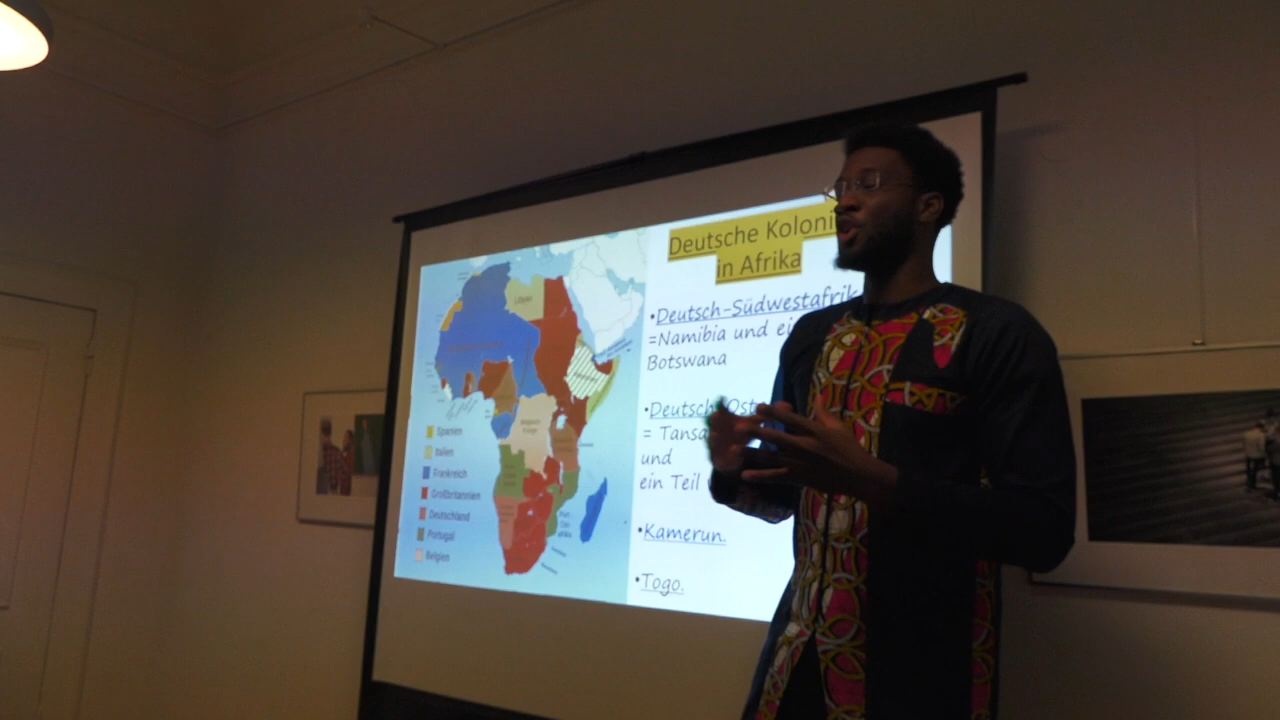 Deutsche Koloni
in Afrika
•Deutsch-Südwestafrik
=Namibia und ei
Botswana
•Deutsch Ost
= Tansa
und
ein Teil
•Kamerun.
•Togo.
Libyen
Spanien
Italien
Frankreich
Großbritannien
Deutschland
Portugal
Belgien